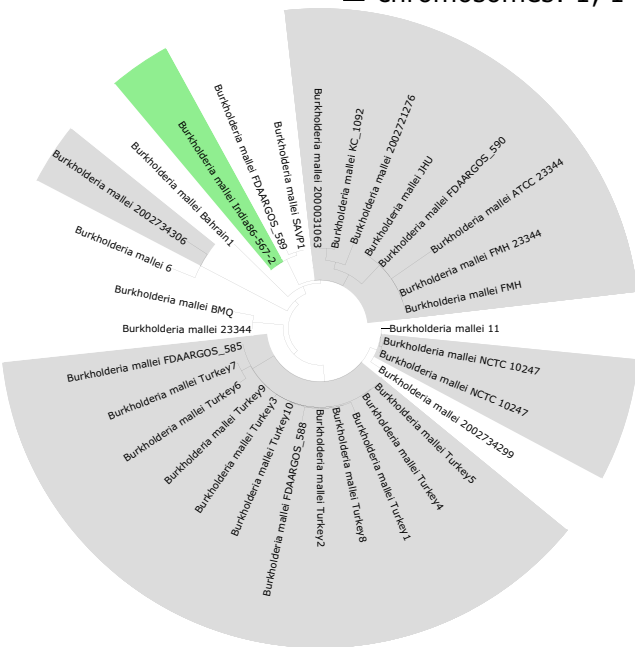 Burkholderia mallei 2000031063
Burkholderia mallei KC_1092
Burkholderia mallei 2002721276
Burkholderia mallei JHU
Burkholderia mallei FDAARGOS_590
Burkholderia mallei ATCC 23344
Burkholderia mallei FMH 23344
Burkholderia mallei FMH
Burkholderia mallei 11
Burkholderia mallei NCTC 10247
Burkholderia mallei NCTC 10247
Burkholderia mallei 2002734299
Burkholderia mallei Turkey5
Burkholderia mallei Turkey4
Burkholderia mallei Turkey1
Burkholderia mallei Turkey8
Burkholderia mallei Turkey2
Burkholderia mallei FDAARGOS_588
Burkholderia mallei Turkey10
Burkholderia mallei Turkey3
Burkholderia mallei Turkey9
Burkholderia mallei Turkey6
Burkholderia mallei Turkey7
Burkholderia mallei FDAARGOS_585
Burkholderia mallei 23344
Burkholderia mallei BMQ
Burkholderia mallei 6
Burkholderia mallei 2002734306
Burkholderia mallei Bahrain1
Burkholderia mallei India86-567-2
Burkholderia mallei FDAARGOS_589
Burkholderia mallei SAVP1